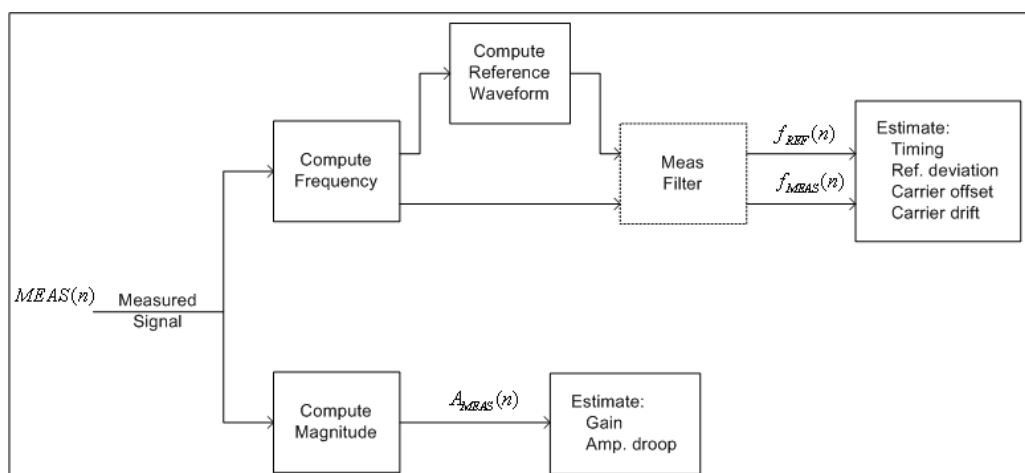 Compute
Reference
Waveform
Compute
Frequency
Meas
Filter
f_REF(n)
f_MEAS(n)
Estimate:
Timing
Ref. deviation
Carrier offset
Carrier drift
MEAS(n)
Measured
Signal
Compute
Magnitude
A_MEAS(n)
Estimate:
Gain
Amp. droop